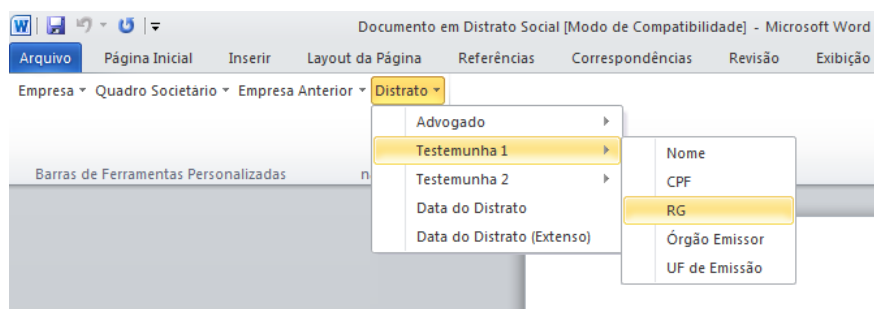 Documento em Distrato Social [Modo de Compatibilidade] - Microsoft Word
Arquivo Página Inicial Inserir Layout da Página Referências Correspondências Revisão Exibição
Empresa Quadro Societário Empresa Anterior Distrato
Advogado
Testemunha 1
Testemunha 2
Data do Distrato
Data do Distrato (Extenso)
Nome
CPF
RG
Órgão Emissor
UF de Emissão
Barras de Ferramentas Personalizadas